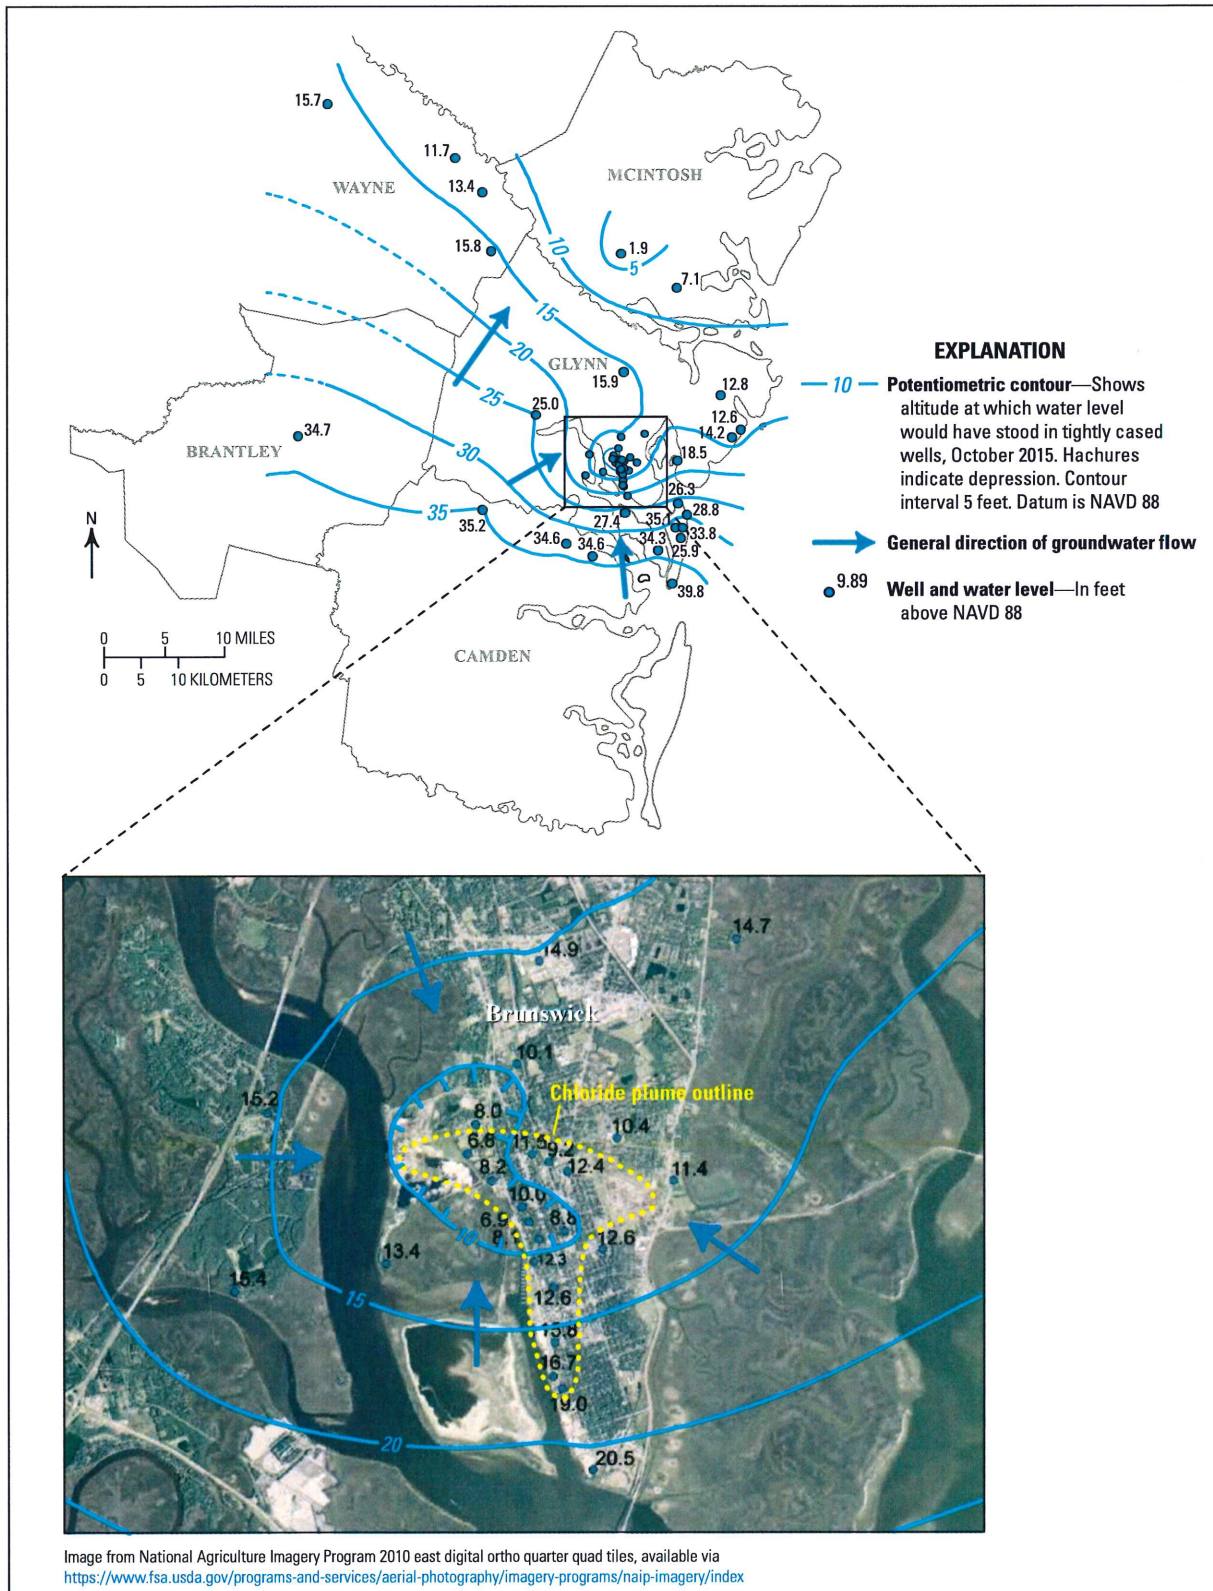 15.7
11.7
MCINTOSH
WAYNE
13.4
10
15.8
1.9
5
7.1
15
20
GLYNN
EXPLANATION
15.9
12.8
10
Potentiometric contour—Shows
altitude at which water level
would have stood in tightly cased
wells, October 2015. Hachures
indicate depression. Contour
interval 5 feet. Datum is NAVD 88
25
25.0
12.6
14.2
34.7
BRANTLEY
30
18.5
26.3
35
35.2
27.4
35.1
28.8
33.8
34.6
34.6
34.3
25.9
39.8
General direction of groundwater flow
9.89
Well and water level—In feet
above NAVD 88
N
0 5 10 MILES
0 5 10 KILOMETERS
CAMDEN
14.7
14.9
Brunswick
10.1
Chloride plume outline
15.2
8.0
10.4
6.8
9.2
12.4
8.2
11.4
10.0
6.9
8.8
10
12.6
12.3
13.4
15.4
12.6
15
15.8
16.7
19.0
20
20.5
Image from National Agriculture Imagery Program 2010 east digital ortho quarter quad tiles, available via
https://www.fsa.usda.gov/programs-and-services/aerial-photography/imagery-programs/naip-imagery/index